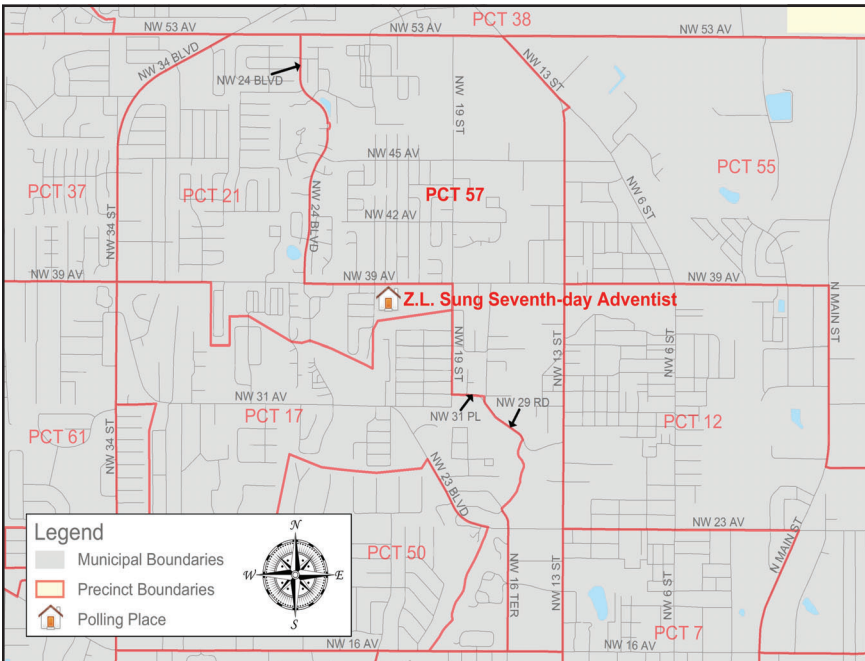 PCT 38
NW 53 AV
NW 53 AV
NW 53 AV
NW 34 BLVD
NW 24 BLVD
NW 13 ST
NW 19 ST
NW 45 AV
PCT 55
PCT 37
PCT 21
PCT 57
NW 6 ST
NW 24 BLVD
NW 42 AV
NW 34 ST
NW 39 AV
NW 39 AV
NW 39 AV
N MAIN ST
Z.L. Sung Seventh-day Adventist
NW 19 ST
NW 13 ST
NW 6 ST
NW 31 AV
NW 29 RD
NW 31 PL
PCT 17
PCT 12
PCT 61
NW 34 ST
NW 23 BLVD
NW 23 AV
N MAIN ST
PCT 50
NW 16 TER
NW 13 ST
NW 6 ST
PCT 7
NW 16 AV
NW 16 AV
Legend
Municipal Boundaries
Precinct Boundaries
Polling Place
N
W E
S